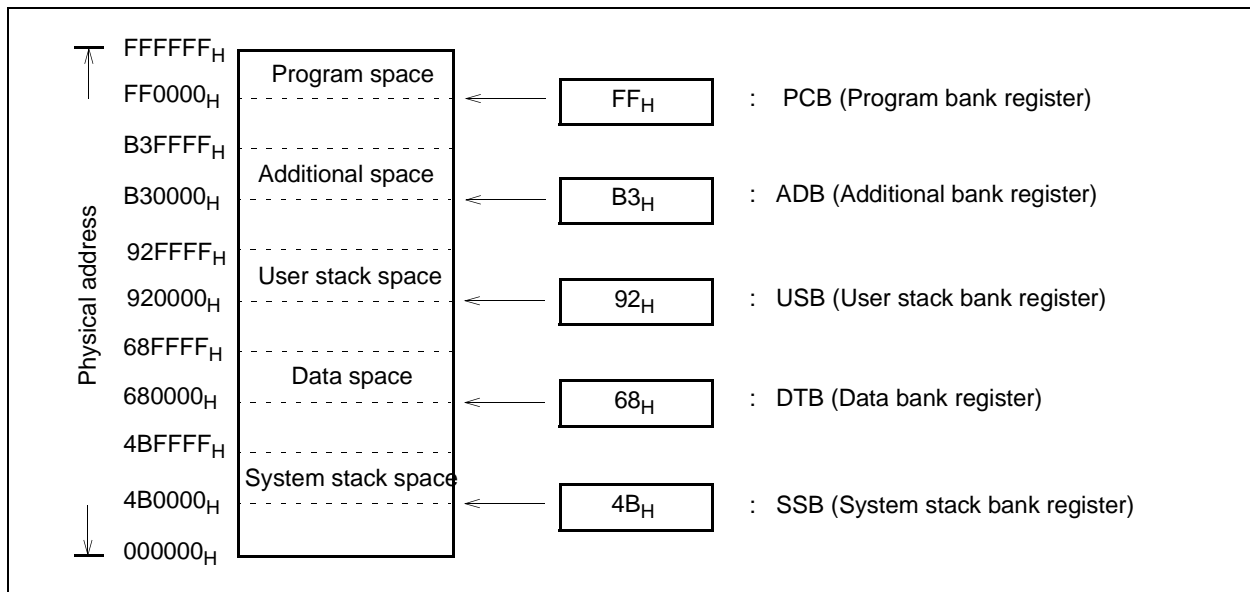 Physical address
FFFFFFH
Program space
FF0000H
FFH : PCB (Program bank register)
B3FFFFH
Additional space
B30000H
B3H : ADB (Additional bank register)
92FFFFH
User stack space
920000H
92H : USB (User stack bank register)
68FFFFH
Data space
680000H
68H : DTB (Data bank register)
4BFFFFH
System stack space
4B0000H
4BH : SSB (System stack bank register)
000000H